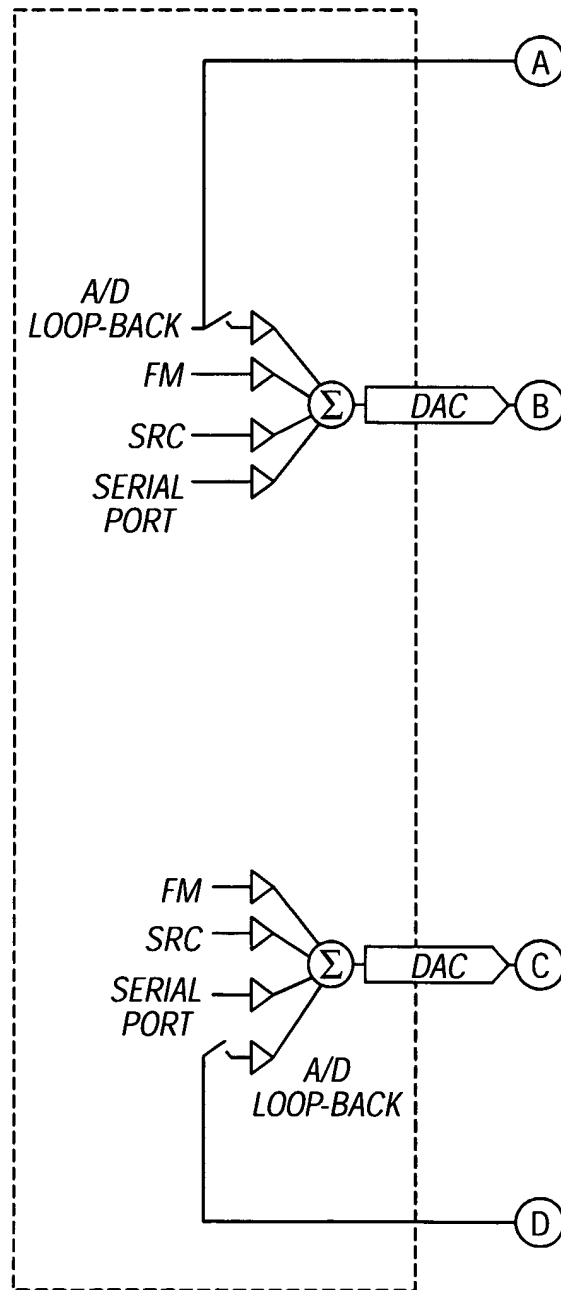 A
A/D
LOOP-BACK
FM
Σ
DAC
B
SRC
SERIAL
PORT
FM
SRC
Σ
DAC
C
SERIAL
PORT
A/D
LOOP-BACK
D